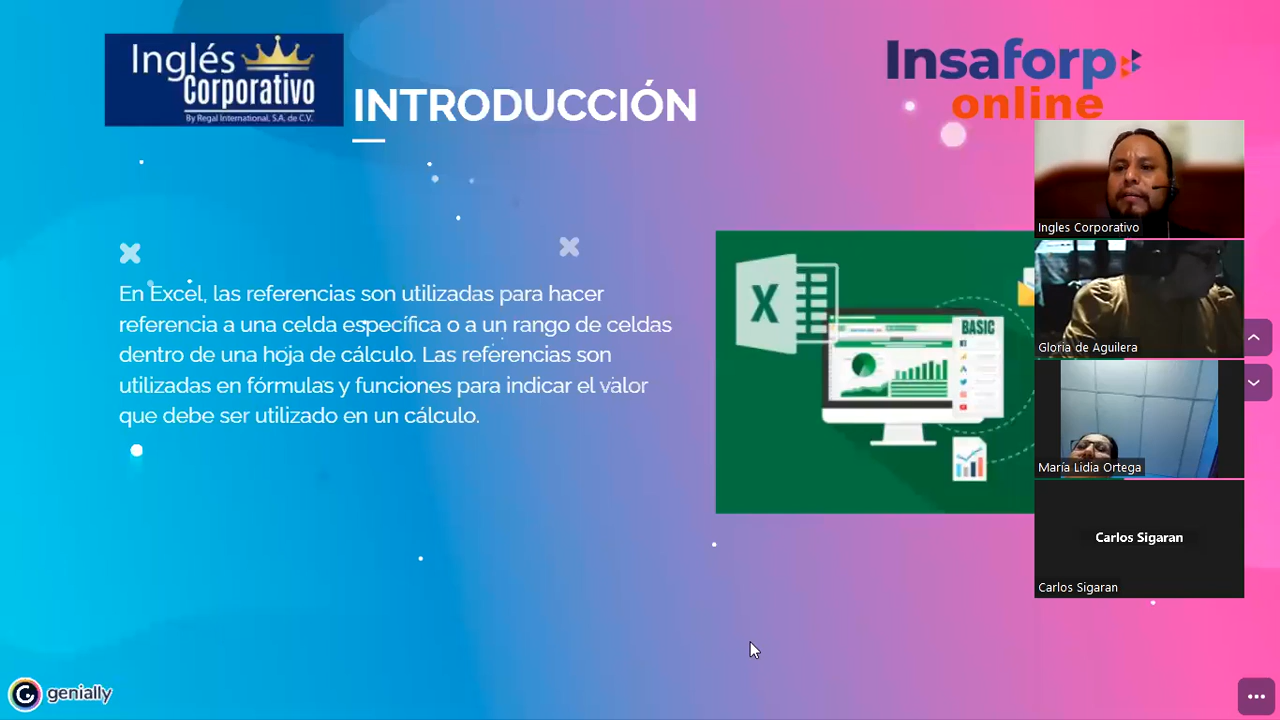 Inglés
Corporativo
By Regal International, S.A. de C.V.
INTRODUCCIÓN
Insaforp
online
En Excel, las referencias son utilizadas para hacer
referencia a una celda específica o a un rango de celdas
dentro de una hoja de cálculo. Las referencias son
utilizadas en fórmulas y funciones para indicar el valor
que debe ser utilizado en un cálculo.
X
BASIC
Ingles Corporativo
Gloria de Aguilera
María Lidia Ortega
Carlos Sigaran
Carlos Sigaran
genially